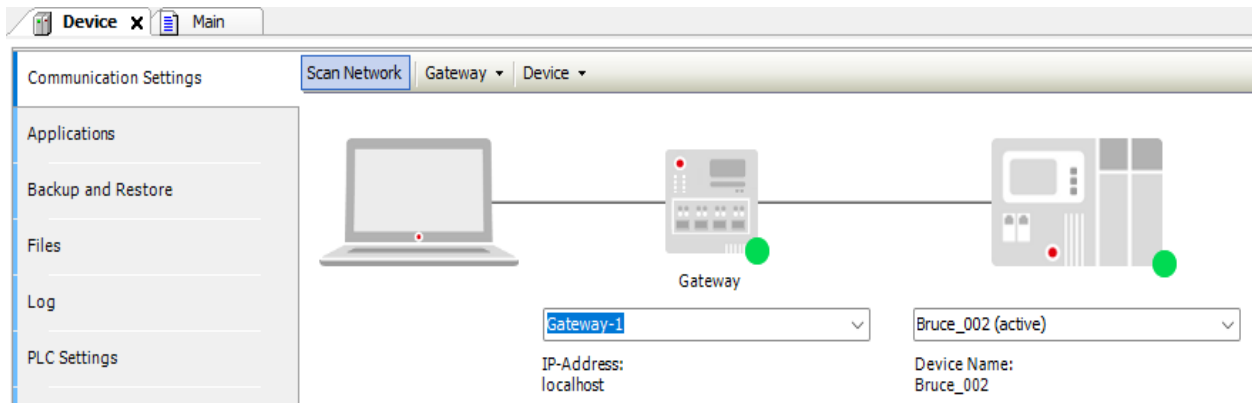 Device Main
Communication Settings
Scan Network Gateway Device
Applications
Backup and Restore
Files
Log
PLC Settings
Gateway
Gateway-1
Bruce_002 (active)
IP-Address:
localhost
Device Name:
Bruce_002